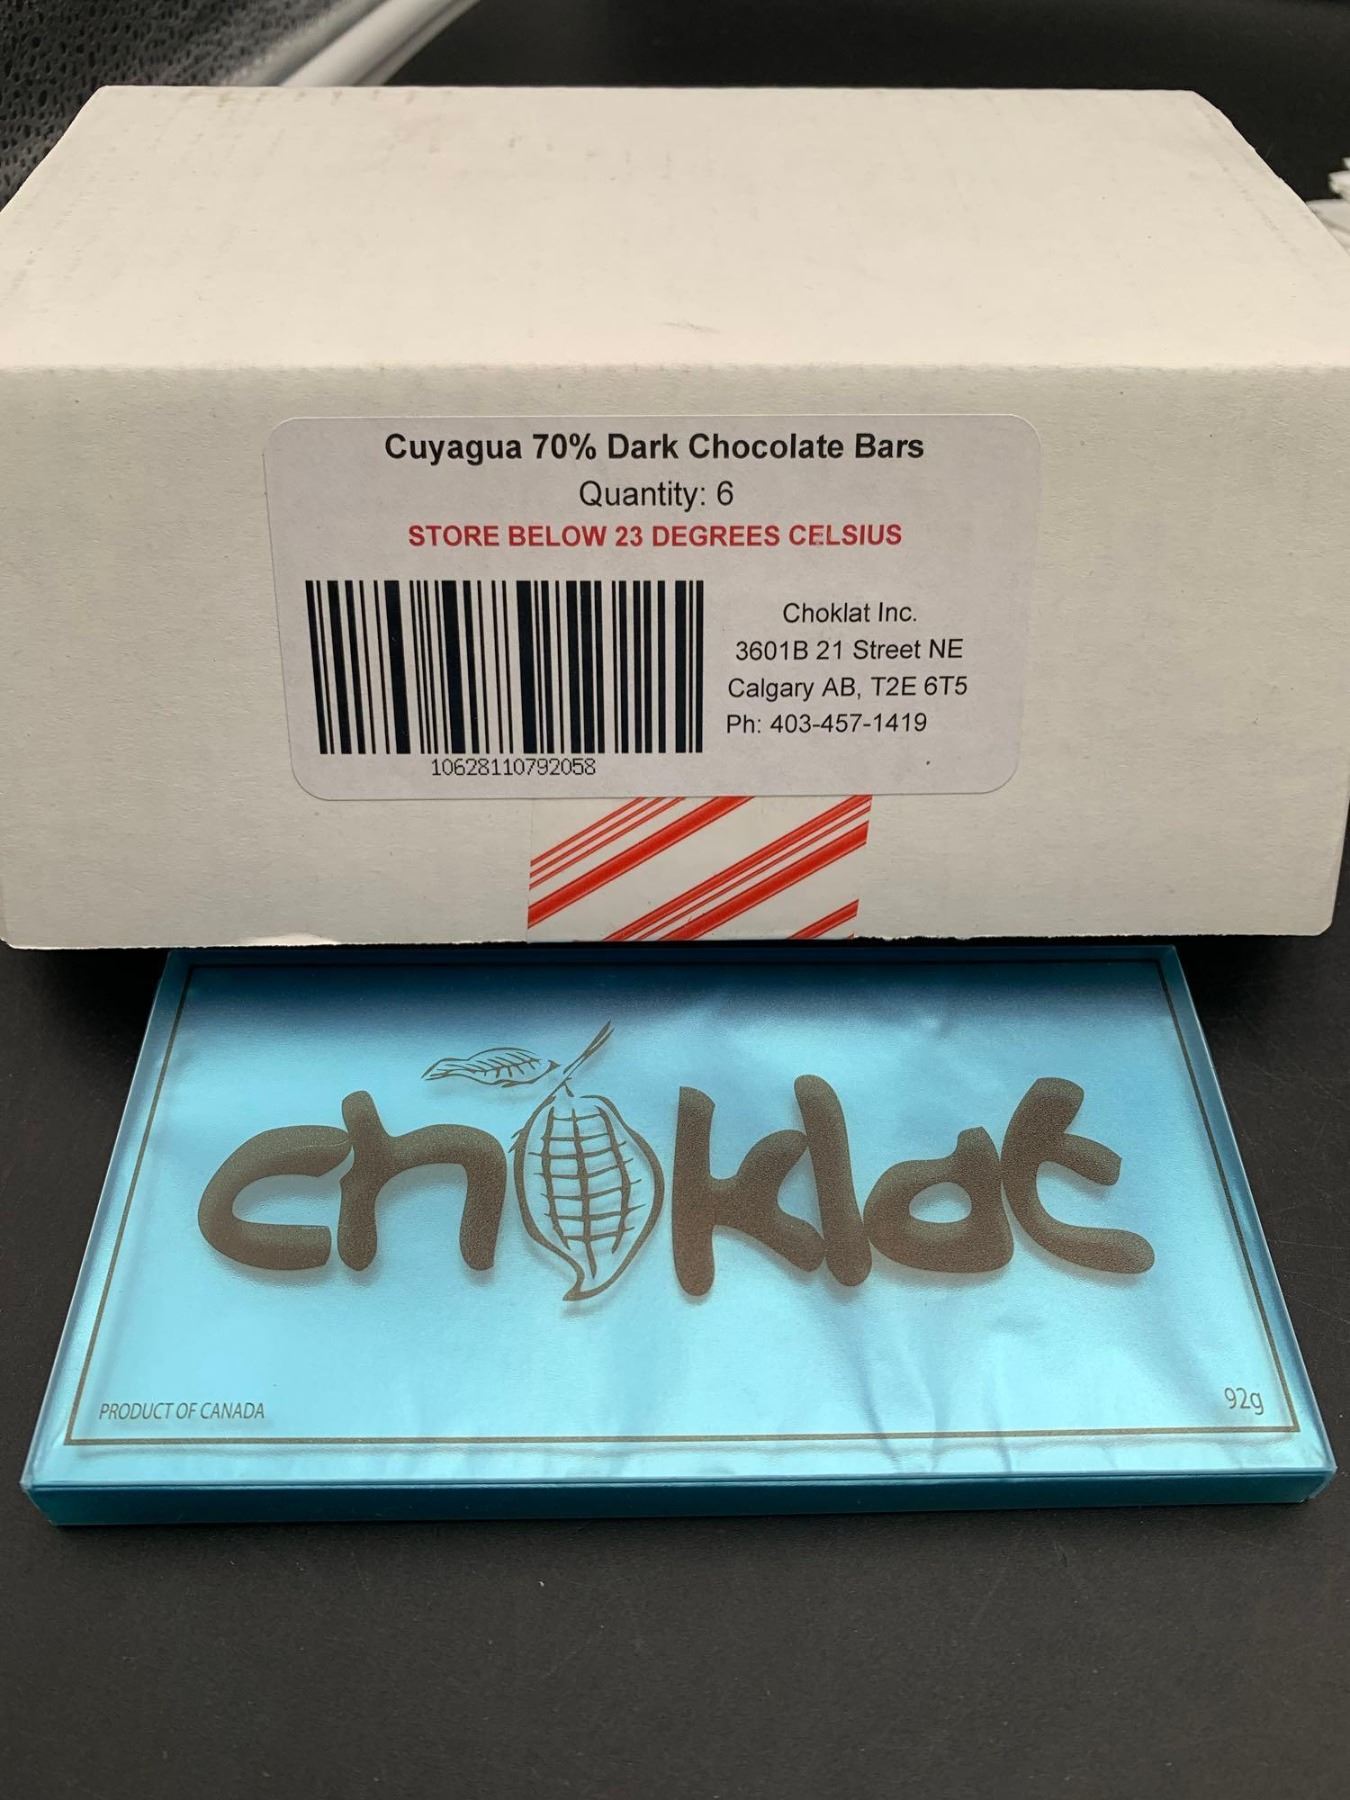 Cuyagua 70% Dark Chocolate Bars
Quantity: 6
STORE BELOW 23 DEGREES CELSIUS
Choklat Inc.
3601B 21 Street NE
Calgary AB, T2E 6T5
Ph: 403-457-1419
10628110792058
choklat
PRODUCT OF CANADA
92g